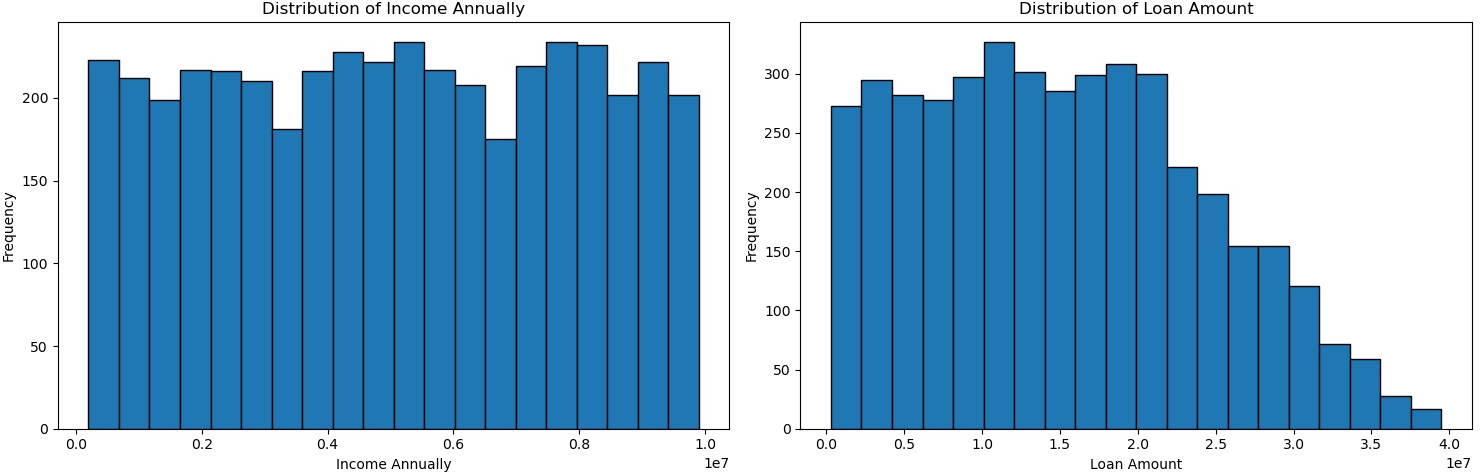 Distribution of Income Annually
Frequency
200
150
100
50
0
0.0 0.2 0.4 0.6 0.8 1.0
1e7
Income Annually
Distribution of Loan Amount
Frequency
300
250
200
150
100
50
0
0.0 0.5 1.0 1.5 2.0 2.5 3.0 3.5 4.0
1e7
Loan Amount